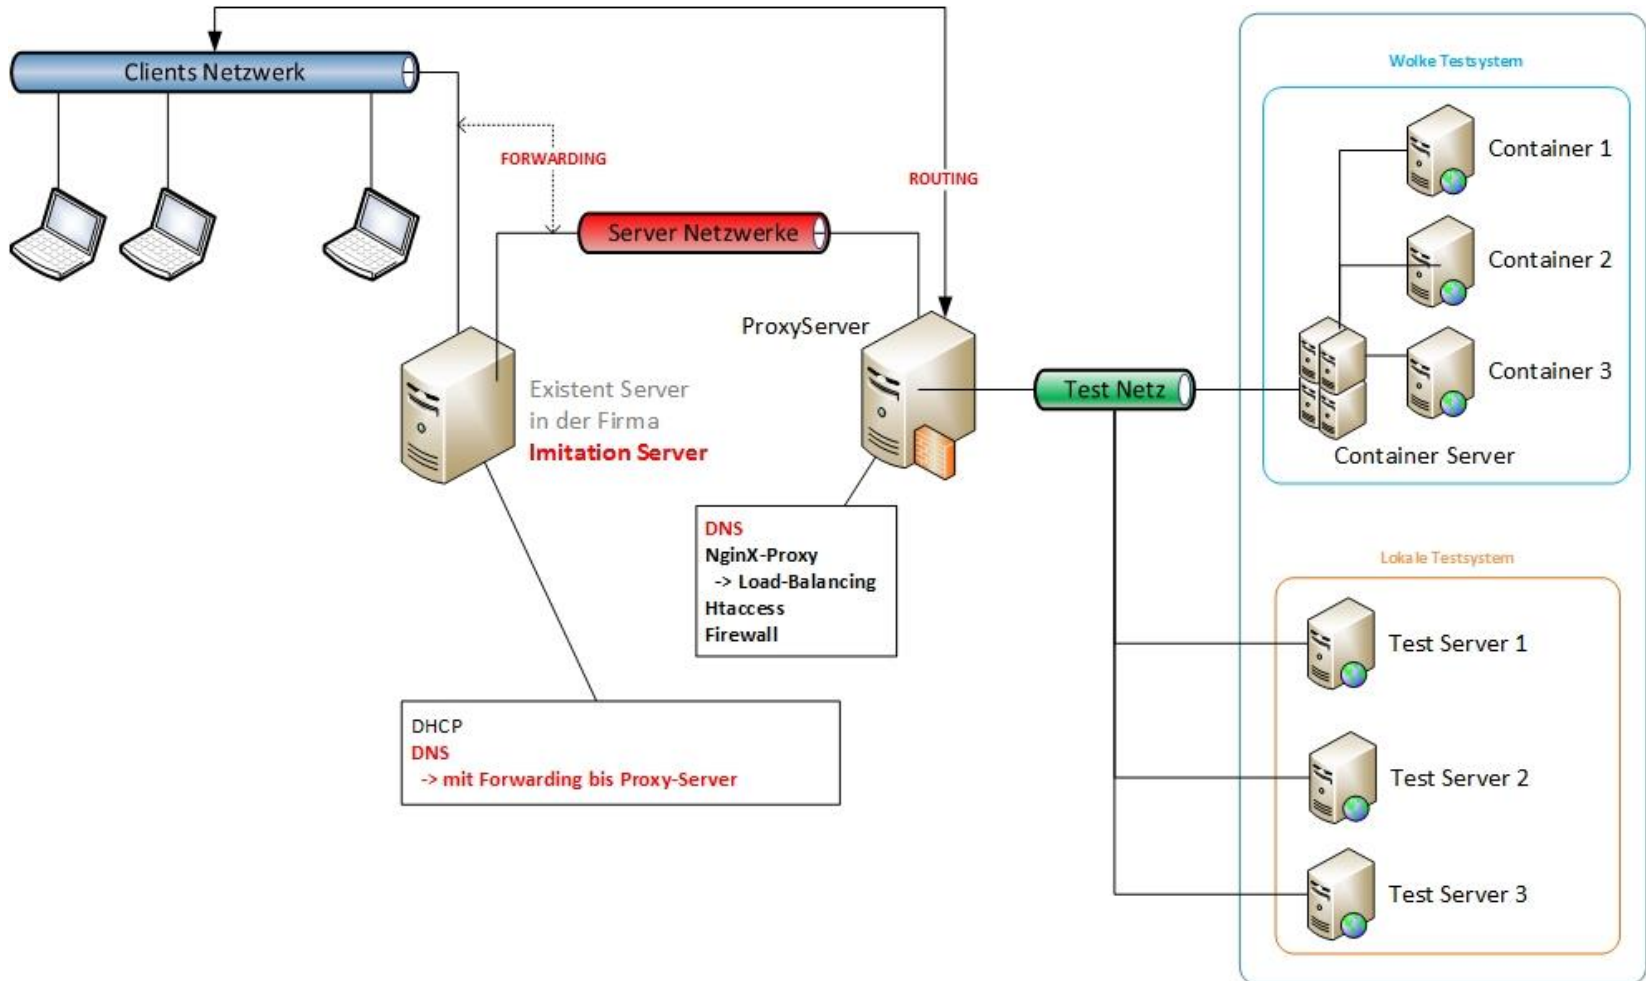 Clients Netzwerk
FORWARDING
ROUTING
Server Netzwerke
ProxyServer
Existent Server
in der Firma
Imitation Server
Test Netz
DNS
NginX-Proxy
-> Load-Balancing
Htaccess
Firewall
DHCP
DNS
-> mit Forwarding bis Proxy-Server
Wolke Testsystem
Container 1
Container 2
Container 3
Container Server
Lokale Testsystem
Test Server 1
Test Server 2
Test Server 3